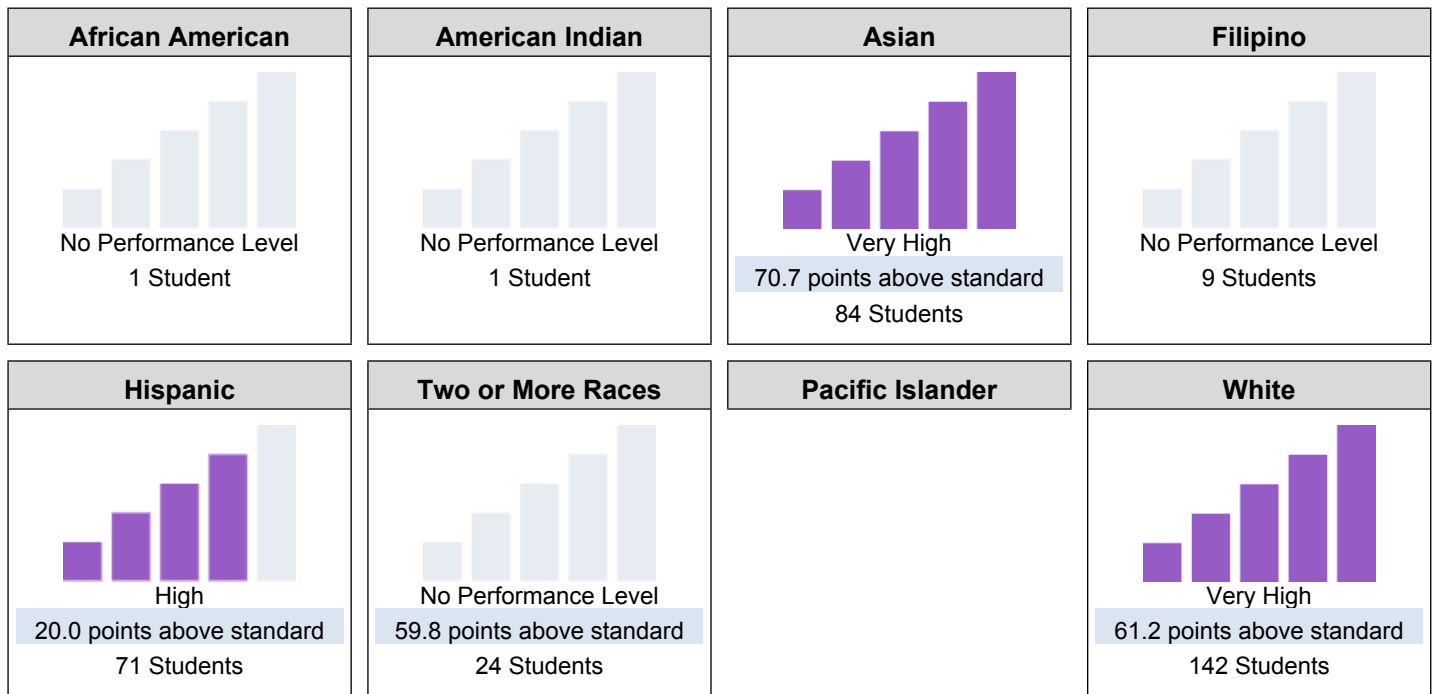 African American
No Performance Level
1 Student
American Indian
No Performance Level
1 Student
Asian
Very High
70.7 points above standard
84 Students
Filipino
No Performance Level
9 Students
Hispanic
High
20.0 points above standard
71 Students
Two or More Races
No Performance Level
59.8 points above standard
24 Students
Pacific Islander
White
Very High
61.2 points above standard
142 Students